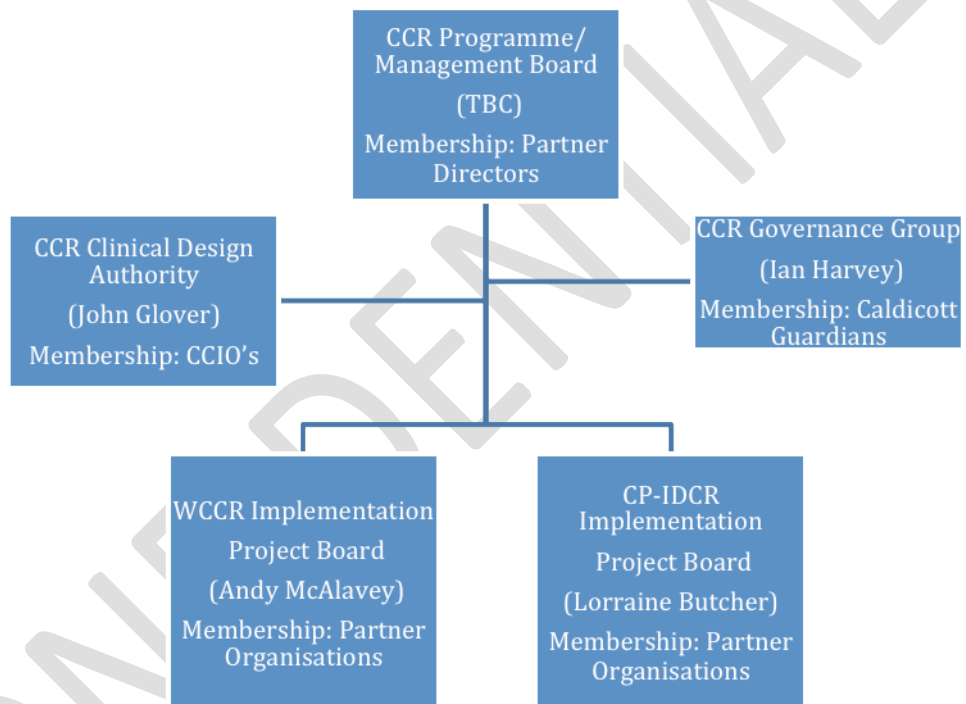 CCR Programme/
Management Board
(TBC)
Membership: Partner
Directors
CCR Clinical Design
Authority
(John Glover)
Membership: CCIO's
CCR Governance Group
(Ian Harvey)
Membership: Caldicott
Guardians
WCCR Implementation
Project Board
(Andy McAlavey)
Membership: Partner
Organisations
CP-IDCR
Implementation
Project Board
(Lorraine Butcher)
Membership: Partner
Organisations